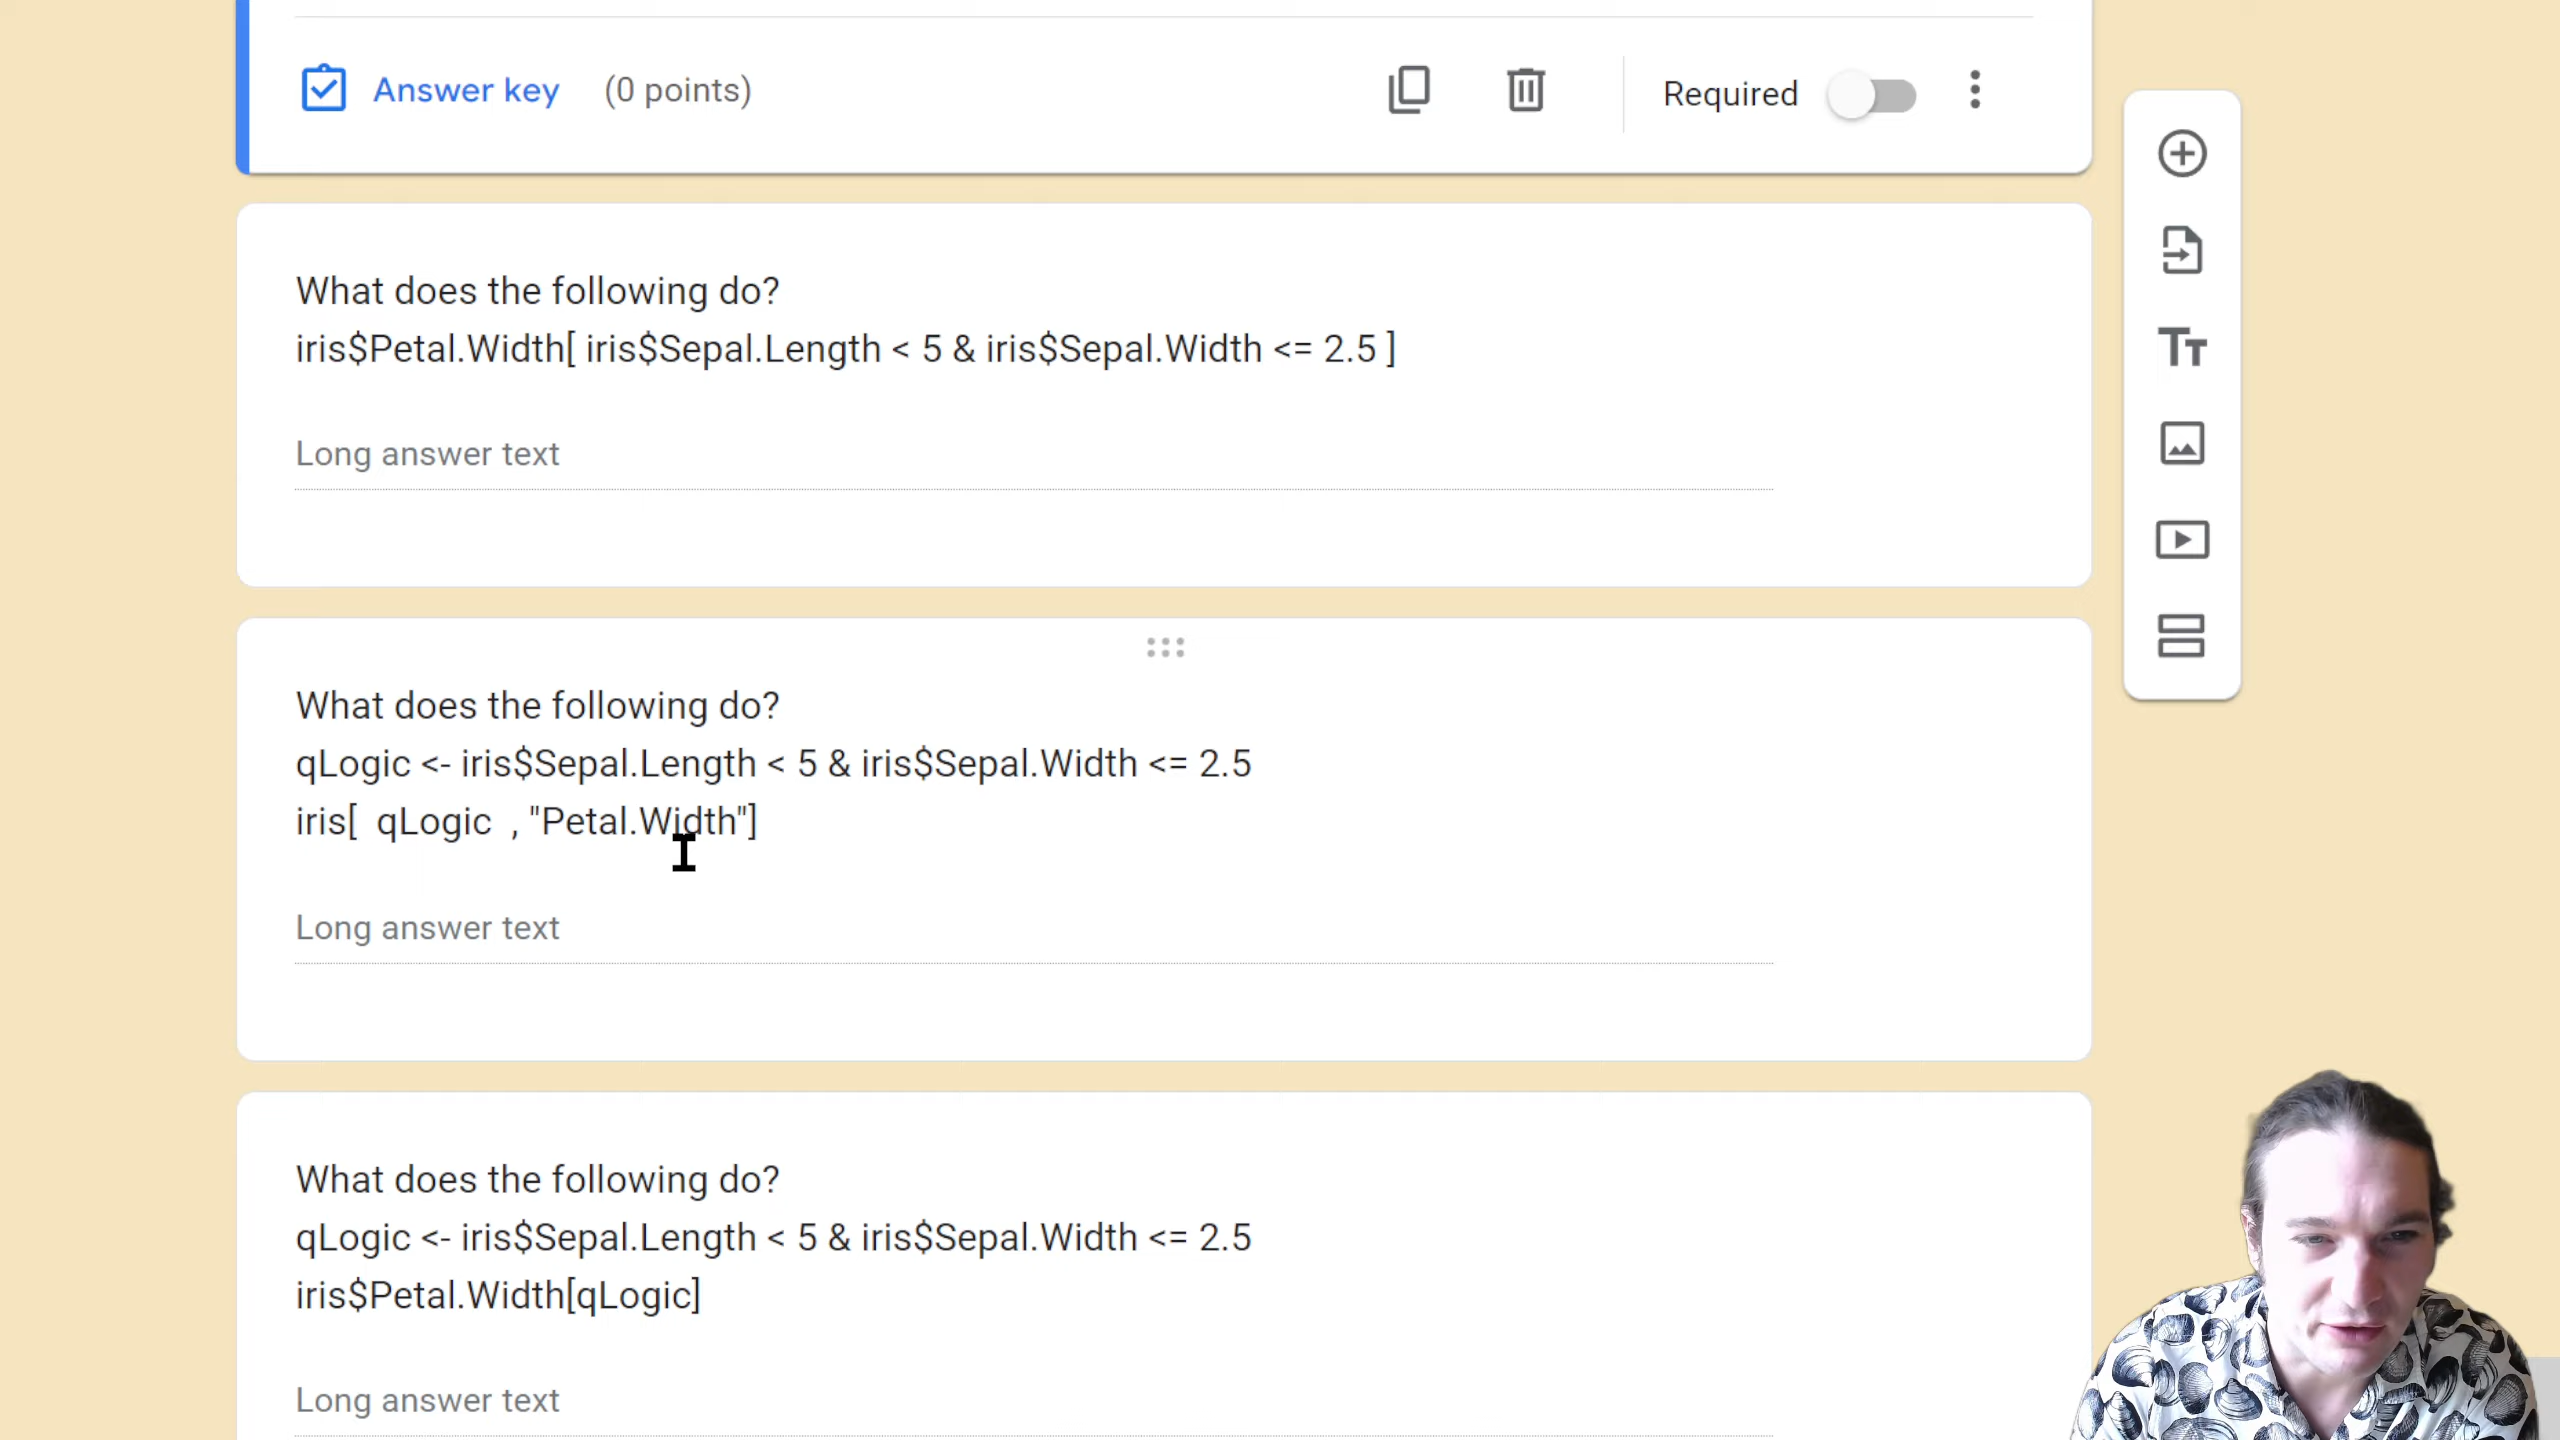 Answer key (0 points)
Required
What does the following do?
iris$Petal.Width[ iris$Sepal.Length < 5 & iris$Sepal.Width <= 2.5 ]
Long answer text
What does the following do?
qLogic <- iris$Sepal.Length < 5 & iris$Sepal.Width <= 2.5
iris[  qLogic  , "Petal.Width"]
Long answer text
What does the following do?
qLogic <- iris$Sepal.Length < 5 & iris$Sepal.Width <= 2.5
iris$Petal.Width[qLogic]
Long answer text